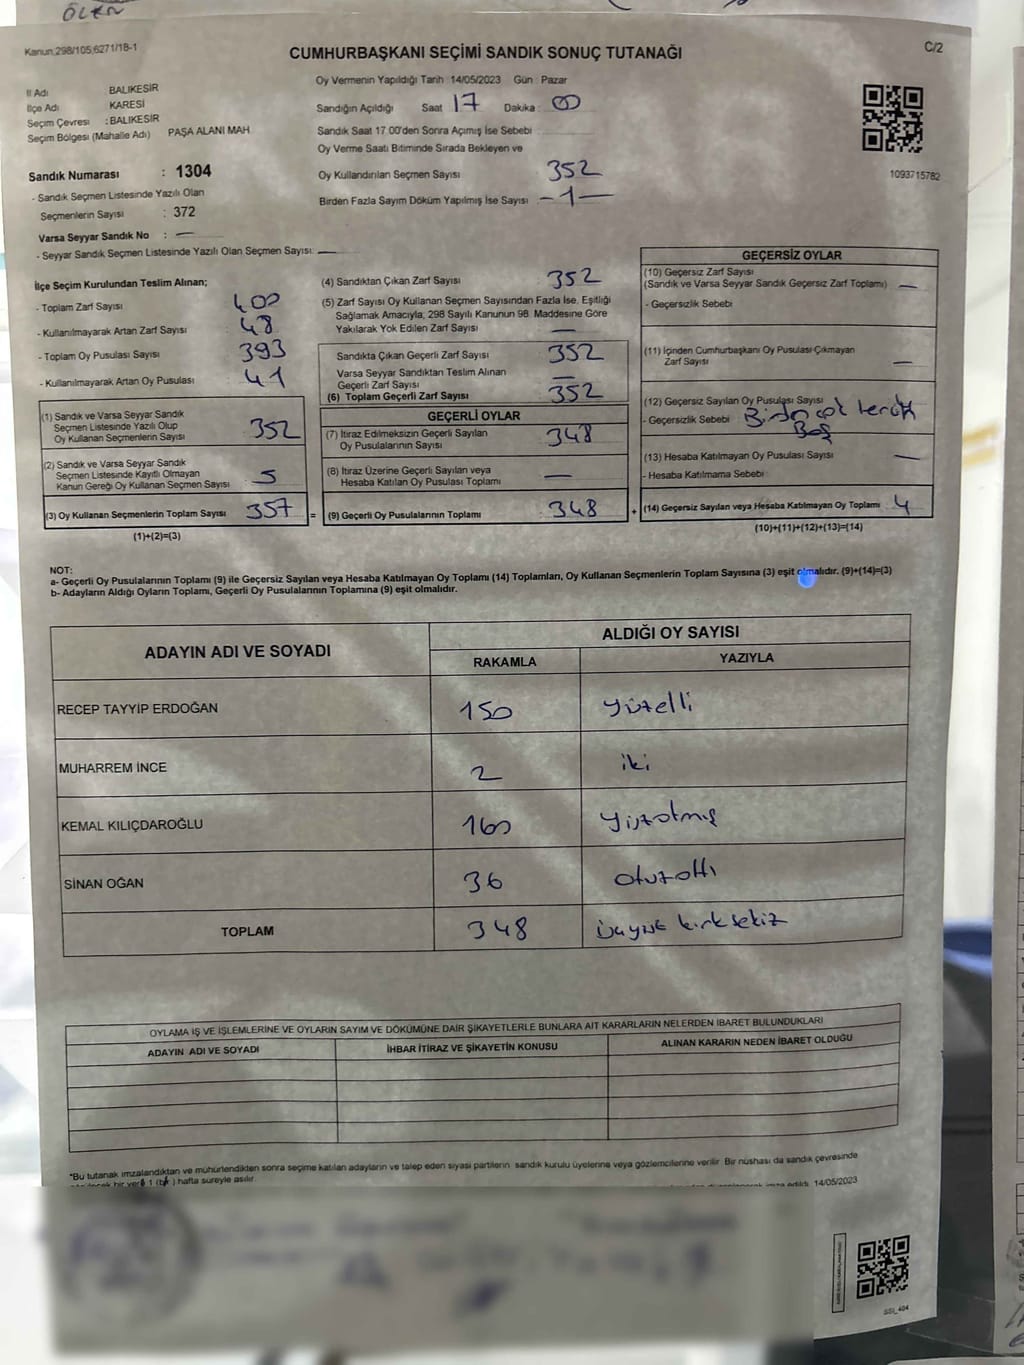 ÖLEN
Kanun;298/105,6271/18-1
C/2
CUMHURBAŞKANI SEÇİMİ SANDIK SONUÇ TUTANAĞI
İl Adı : BALIKESİR
İlçe Adı : KARESİ
Seçim Çevresi : BALIKESİR
Seçim Bölgesi (Mahalle Adı) PAŞA ALANI MAH.
Sandık Numarası : 1304
- Sandık Seçmen Listesinde Yazılı Olan
Seçmenlerin Sayısı : 372
Varsa Seyyar Sandık No : —
- Seyyar Sandık Seçmen Listesinde Yazılı Olan Seçmen Sayısı: —
Oy Vermenin Yapıldığı Tarih 14/05/2023 Gün : Pazar
Sandığın Açıldığı Saat 17 Dakika : 00
Sandık Saat 17.00'den Sonra Açılmış İse Sebebi :
Oy Verme Saati Bitiminde Sırada Bekleyen ve
Oy Kullandırılan Seçmen Sayısı 352
Birden Fazla Sayım Döküm Yapılmış İse Sayısı : —1—
1093715782
İlçe Seçim Kurulundan Teslim Alınan;
- Toplam Zarf Sayısı : 400
- Kullanılmayarak Artan Zarf Sayısı : 48
- Toplam Oy Pusulası Sayısı : 393
- Kullanılmayarak Artan Oy Pusulası : 41
(1) Sandık ve Varsa Seyyar Sandık
Seçmen Listesinde Yazılı Olup
Oy Kullanan Seçmenlerin Sayısı : 352
(2) Sandık ve Varsa Seyyar Sandık
Seçmen Listesinde Kayıtlı Olmayan
Kanun Gereği Oy Kullanan Seçmen Sayısı : 5
(3) Oy Kullanan Seçmenlerin Toplam Sayısı : 357 =
(1)+(2)=(3)
(4) Sandıktan Çıkan Zarf Sayısı : 352
(5) Zarf Sayısı Oy Kullanan Seçmen Sayısından Fazla İse, Eşitliği
Sağlamak Amacıyla, 298 Sayılı Kanunun 98. Maddesine Göre
Yakılarak Yok Edilen Zarf Sayısı : —
Sandıkta Çıkan Geçerli Zarf Sayısı : 352
Varsa Seyyar Sandıktan Teslim Alınan
Geçerli Zarf Sayısı : —
(6) Toplam Geçerli Zarf Sayısı : 352
GEÇERLİ OYLAR
(7) İtiraz Edilmeksizin Geçerli Sayılan
Oy Pusulalarının Sayısı : 348
(8) İtiraz Üzerine Geçerli Sayılan veya
Hesaba Katılan Oy Pusulası Toplamı : —
(9) Geçerli Oy Pusulalarının Toplamı : 348 +
GEÇERSİZ OYLAR
(10) Geçersiz Zarf Sayısı
(Sandık ve Varsa Seyyar Sandık Geçersiz Zarf Toplamı) : —
- Geçersizlik Sebebi :
(11) İçinden Cumhurbaşkanı Oy Pusulası Çıkmayan
Zarf Sayısı : —
(12) Geçersiz Sayılan Oy Pusulası Sayısı :
- Geçersizlik Sebebi : Birden çok tercih
Boş
(13) Hesaba Katılmayan Oy Pusulası Sayısı : —
- Hesaba Katılmama Sebebi :
(14) Geçersiz Sayılan veya Hesaba Katılmayan Oy Toplamı : 4
(10)+(11)+(12)+(13)=(14)
NOT:
a- Geçerli Oy Pusulalarının Toplamı (9) ile Geçersiz Sayılan veya Hesaba Katılmayan Oy Toplamı (14) Toplamları, Oy Kullanan Seçmenlerin Toplam Sayısına (3) eşit olmalıdır. (9)+(14)=(3)
b- Adayların Aldığı Oyların Toplamı, Geçerli Oy Pusulalarının Toplamına (9) eşit olmalıdır.
ADAYIN ADI VE SOYADI
ALDIĞI OY SAYISI
RAKAMLA YAZIYLA
RECEP TAYYİP ERDOĞAN 150 yüzelli
MUHARREM İNCE 2 iki
KEMAL KILIÇDAROĞLU 160 yüzatmış
SİNAN OĞAN 36 otuzaltı
TOPLAM 348 üçyüz kırksekiz
OYLAMA İŞ VE İŞLEMLERİNE VE OYLARIN SAYIM VE DÖKÜMÜNE DAİR ŞİKAYETLERLE BUNLARA AİT KARARLARIN NELERDEN İBARET BULUNDUKLARI
ADAYIN ADI VE SOYADI İHBAR İTİRAZ VE ŞİKAYETİN KONUSU ALINAN KARARIN NEDEN İBARET OLDUĞU
*Bu tutanak imzalandıktan ve mühürlendikten sonra seçime katılan adayların ve talep eden siyasi partilerin sandık kurulu üyelerine veya gözlemcilerine verilir. Bir nüshası da sandık çevresinde
bir yere 1 (bir) hafta süreyle asılır.
imza edildi. 14/05/2023
SSI_404